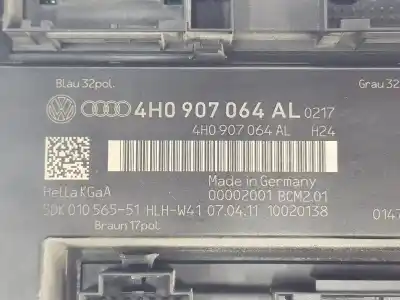 Blau 32pol.
Grau 32
4H0 907 064 AL 0217
4H0 907 064 AL H24
Made in Germany
Hella KGaA
00002001 BCM2.01
5DK 010 565-51 HLH-W41 07.04.11 10020138
0147
Braun 17pol.